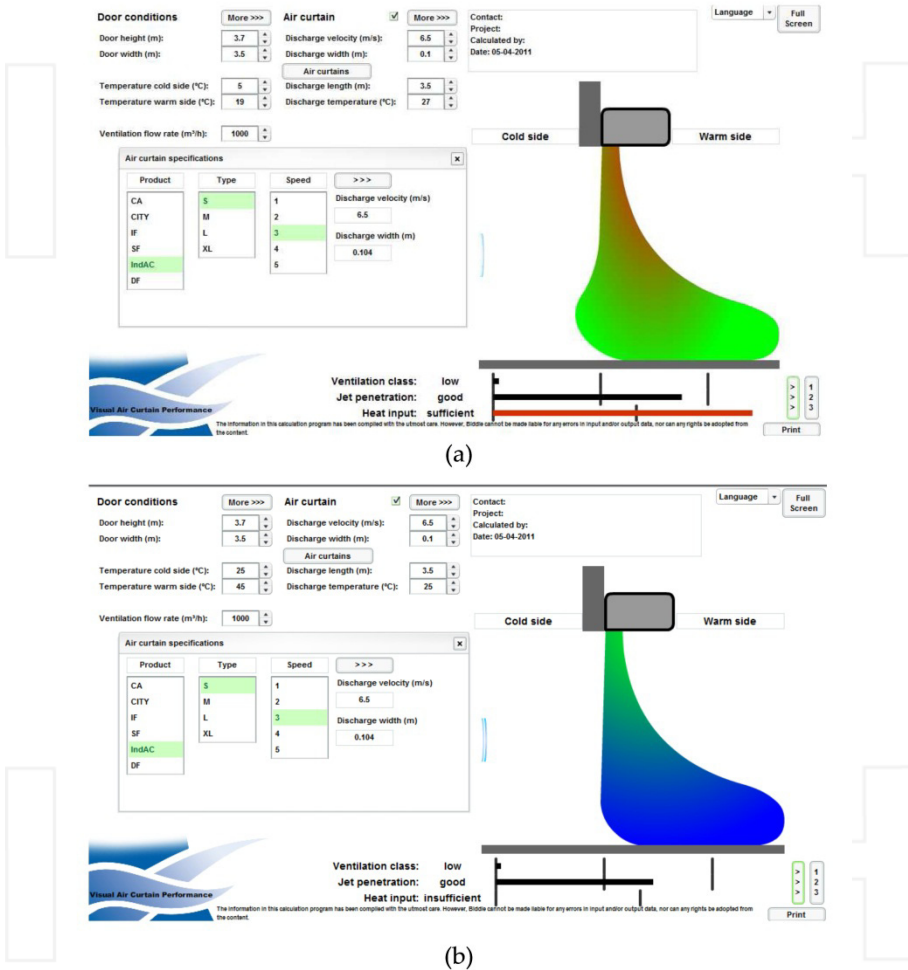 Door conditions More >>> Air curtain More >>> Contact: Language Full Screen
Project:
Door height (m): 3.7 Discharge velocity (m/s): 6.5 Calculated by:
Door width (m): 3.5 Discharge width (m): 0.1 Date: 05-04-2011
Air curtains
Temperature cold side (°C): 5 Discharge length (m): 3.5
Temperature warm side (°C): 19 Discharge temperature (°C): 27
Ventilation flow rate (m³/h): 1000 Cold side Warm side
Air curtain specifications x
Product Type Speed >>>
CA S 1 Discharge velocity (m/s)
CITY M 2 6.5
IF L 3 Discharge width (m)
SF XL 4 0.104
IndAC 5
DF
Ventilation class: low
Jet penetration: good > 1
Heat input: sufficient > 2
> 3
Visual Air Curtain Performance
The information in this calculation program has been compiled with the utmost care. However, Biddle cannot be made liable for any errors in input and/or output data, nor can any rights be adopted from
the content.
Print
(a)
Door conditions More >>> Air curtain More >>> Contact: Language Full Screen
Project:
Door height (m): 3.7 Discharge velocity (m/s): 6.5 Calculated by:
Door width (m): 3.5 Discharge width (m): 0.1 Date: 05-04-2011
Air curtains
Temperature cold side (°C): 25 Discharge length (m): 3.5
Temperature warm side (°C): 45 Discharge temperature (°C): 25
Ventilation flow rate (m³/h): 1000 Cold side Warm side
Air curtain specifications x
Product Type Speed >>>
CA S 1 Discharge velocity (m/s)
CITY M 2 6.5
IF L 3 Discharge width (m)
SF XL 4 0.104
IndAC 5
DF
Ventilation class: low
Jet penetration: good > 1
Heat input: insufficient > 2
> 3
Visual Air Curtain Performance
The information in this calculation program has been compiled with the utmost care. However, Biddle cannot be made liable for any errors in input and/or output data, nor can any rights be adopted from
the content.
Print
(b)